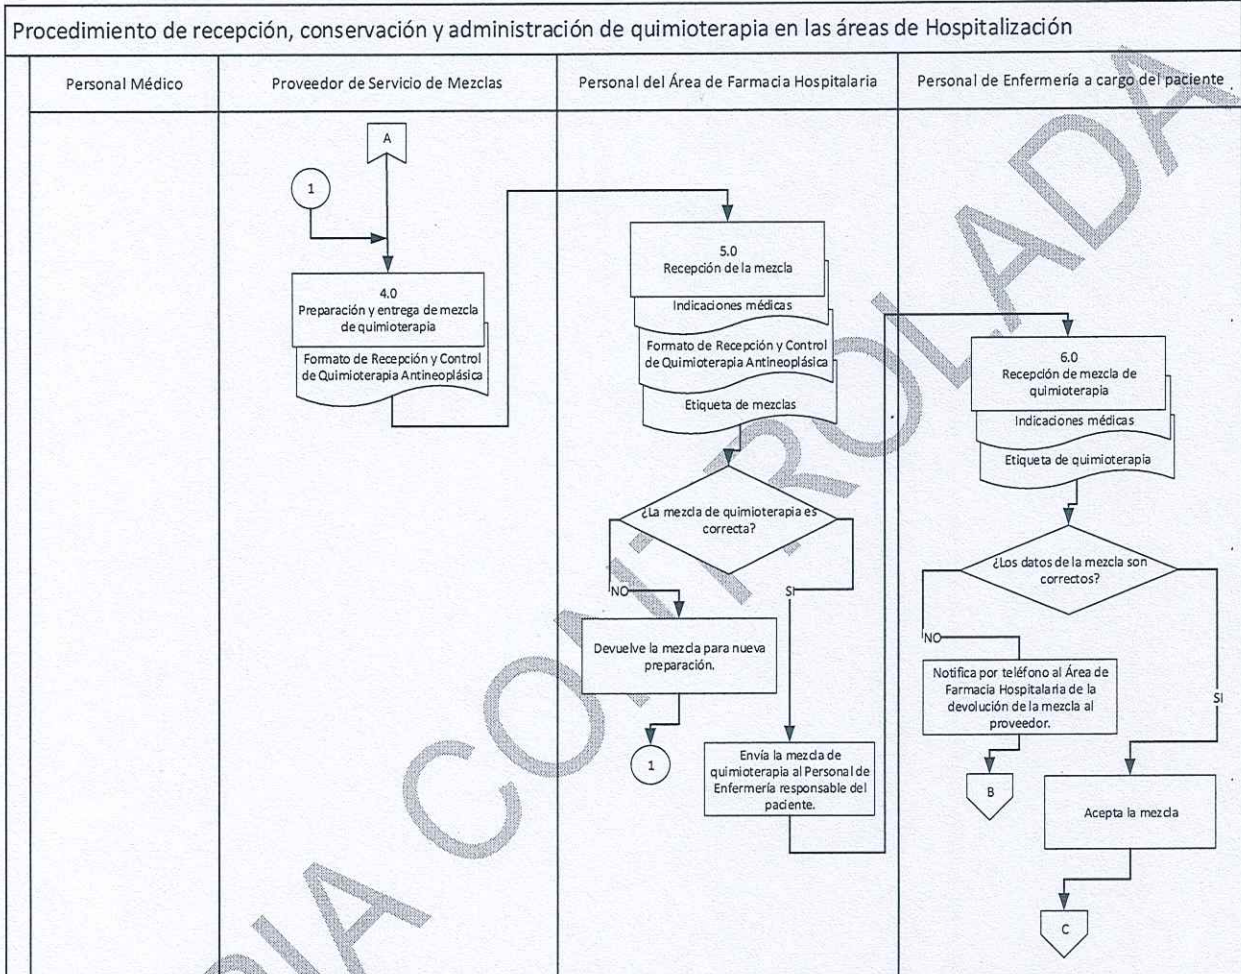 Procedimiento de recepción, conservación y administración de quimioterapia en las áreas de Hospitalización
Personal Médico
Proveedor de Servicio de Mezclas
Personal del Área de Farmacia Hospitalaria
Personal de Enfermería a cargo del paciente
A
1
4.0
Preparación y entrega de mezcla
de quimioterapia
Formato de Recepción y Control
de Quimioterapia Antineoplásica
5.0
Recepción de la mezcla
Indicaciones médicas
Formato de Recepción y Control
de Quimioterapia Antineoplásica
Etiqueta de mezclas
¿La mezcla de quimioterapia es
correcta?
NO
SI
Devuelve la mezcla para nueva
preparación.
1
Envía la mezcla de
quimioterapia al Personal de
Enfermería responsable del
paciente.
6.0
Recepción de mezcla de
quimioterapia
Indicaciones médicas
Etiqueta de quimioterapia
¿Los datos de la mezcla son
correctos?
NO
SI
Notifica por teléfono al Área de
Farmacia Hospitalaria de la
devolución de la mezcla al
proveedor.
B
Acepta la mezcla
C
PIA CONTROLADA